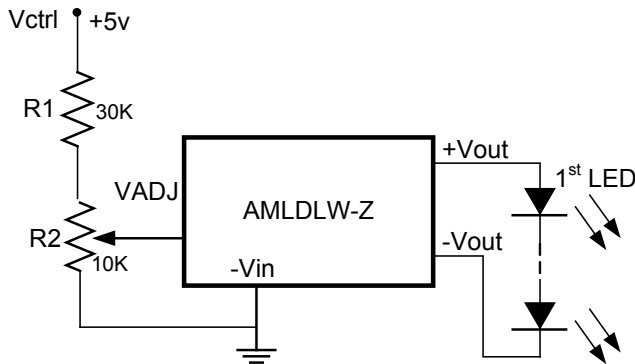 Vctrl +5v
R1 30K
+Vout
VADJ 1st LED
AMLDLW-Z
R2 10K -Vout
-Vin